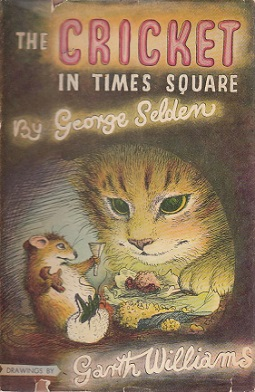 THE CRICKET
IN TIMES SQUARE
By George Selden
DRAWINGS BY
Garth Williams